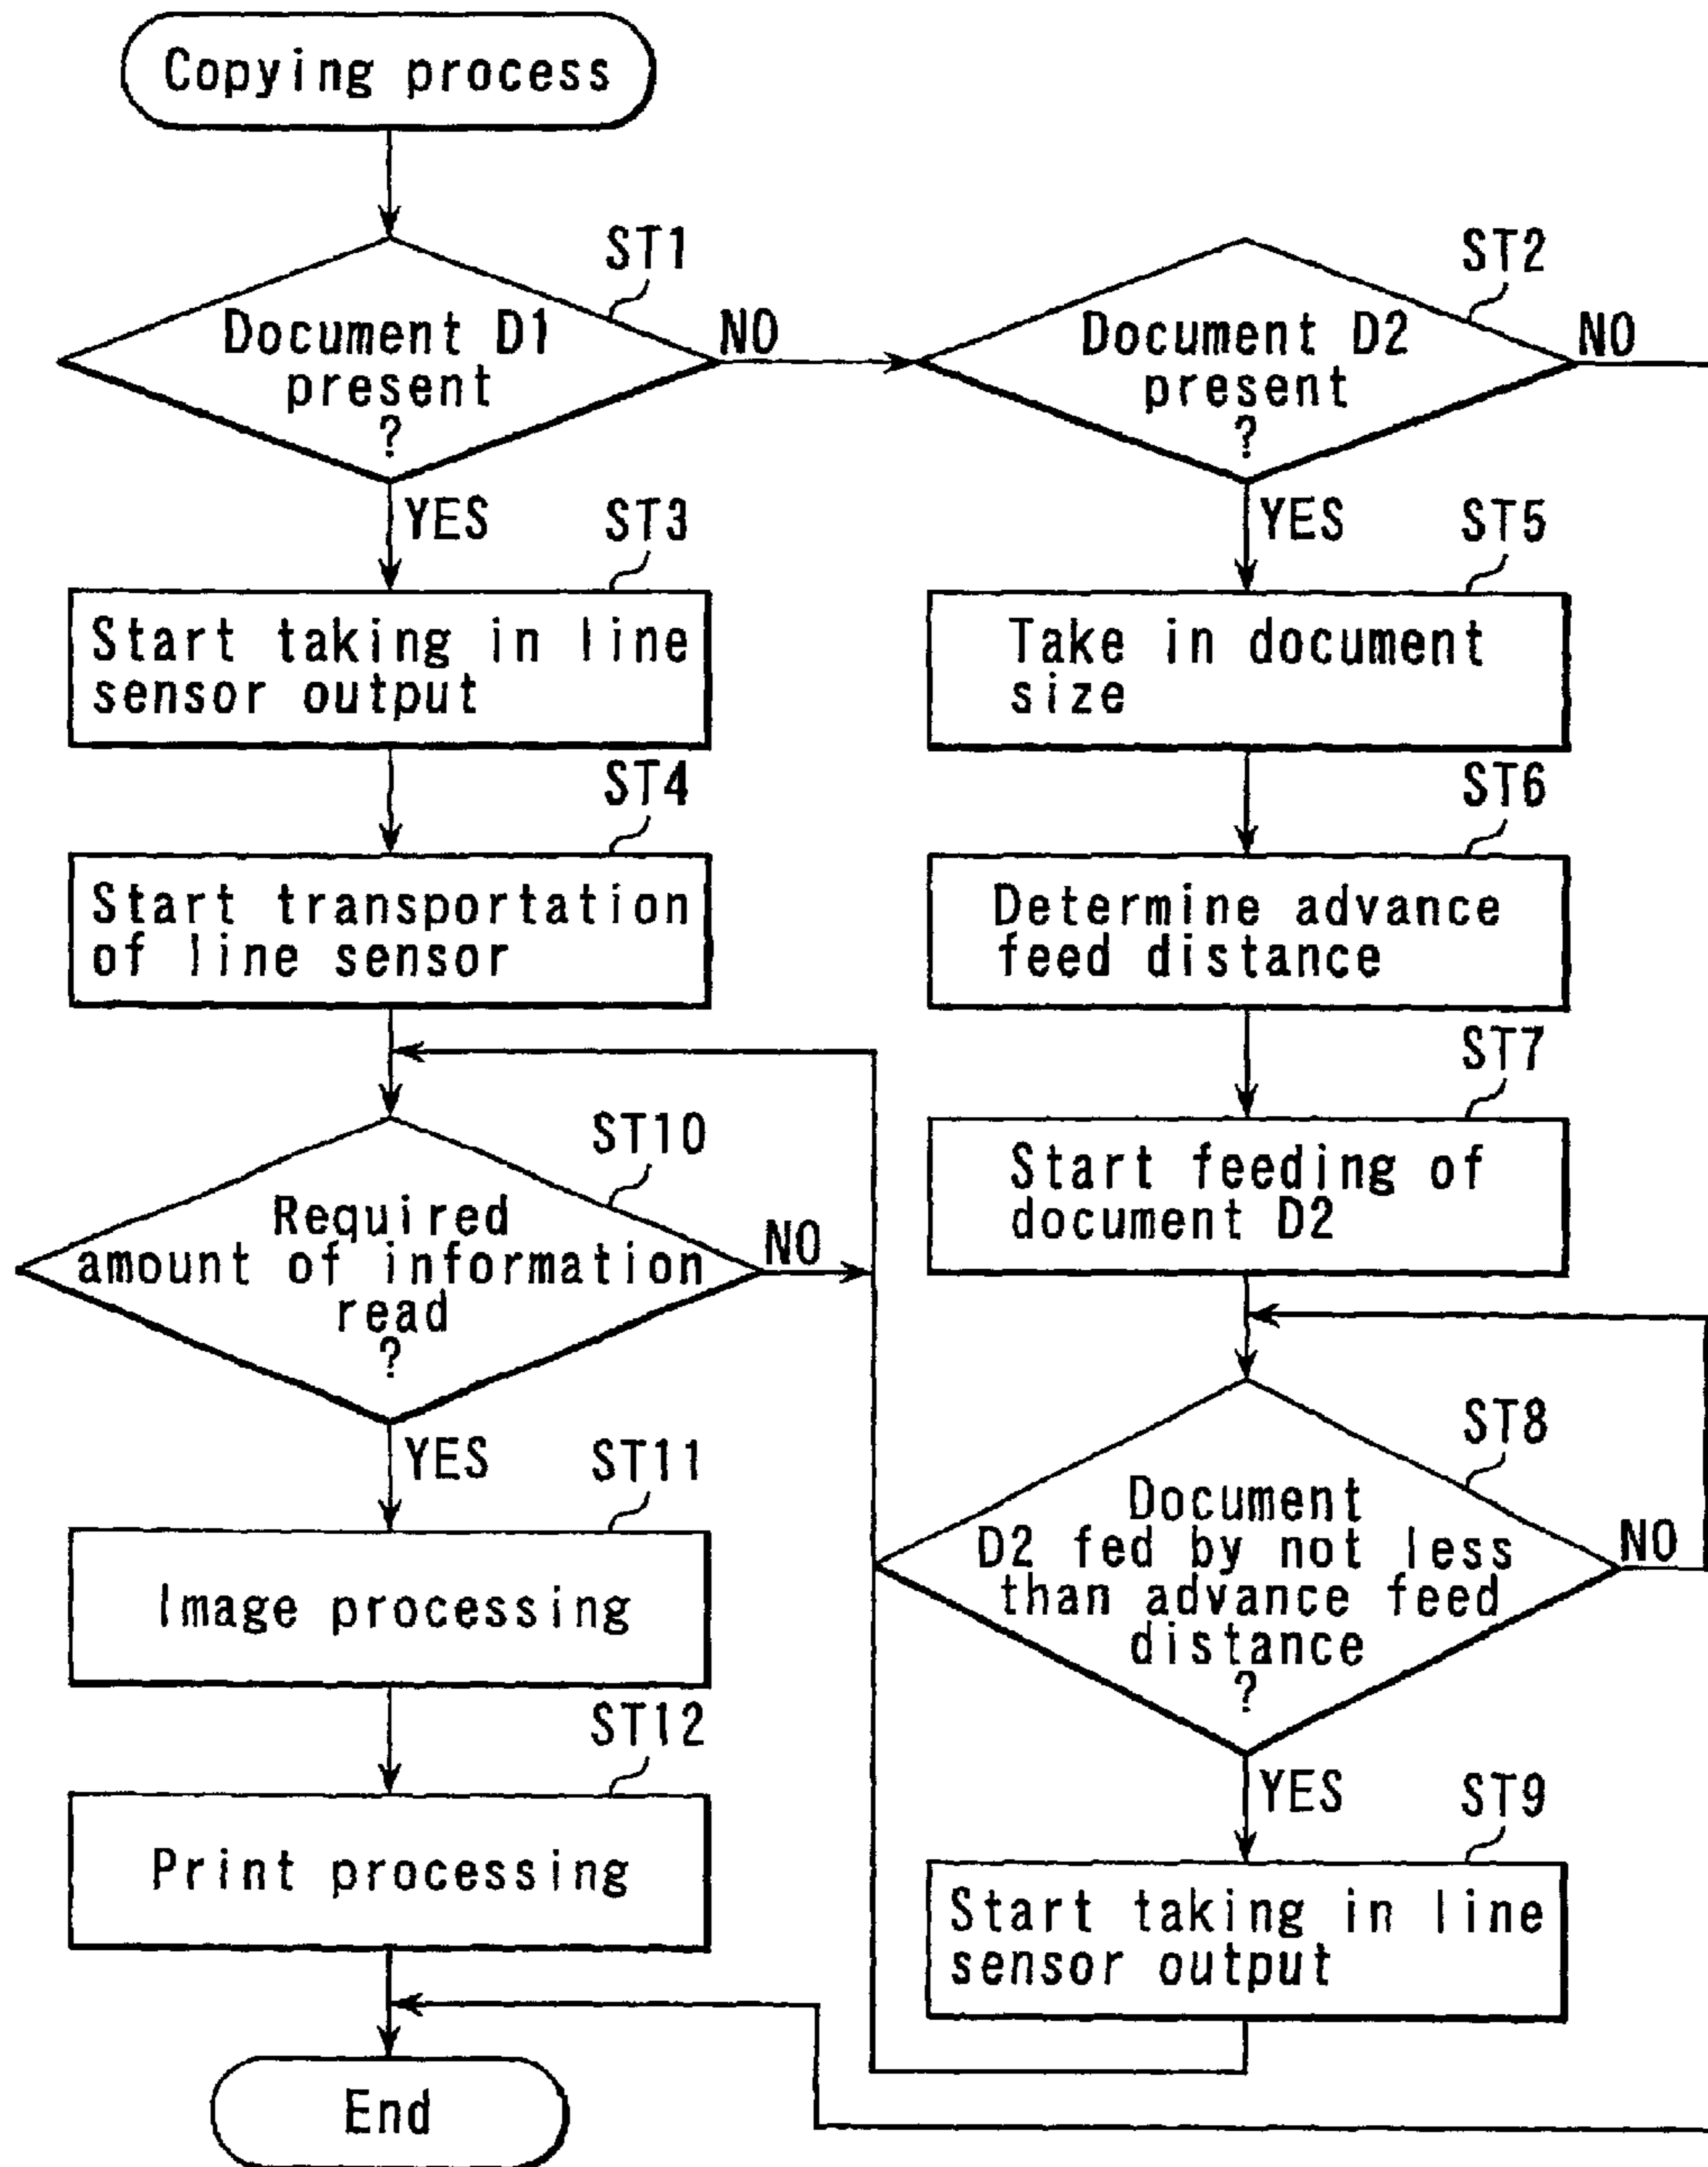 Copying process
ST1
Document D1
present
?
NO
YES
ST2
Document D2
present
?
NO
YES
ST3
Start taking in line
sensor output
ST4
Start transportation
of line sensor
ST5
Take in document
size
ST6
Determine advance
feed distance
ST7
Start feeding of
document D2
ST8
Document
D2 fed by not less
than advance feed
distance
?
NO
YES
ST9
Start taking in line
sensor output
ST10
Required
amount of information
read
?
NO
YES
ST11
Image processing
ST12
Print processing
End